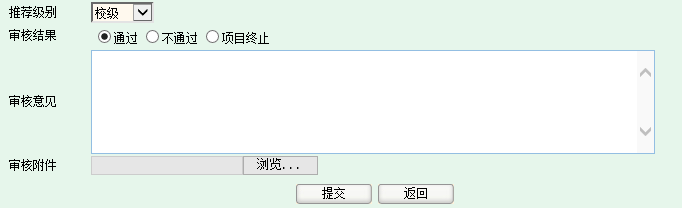 推荐级别 校级
审核结果 通过 不通过 项目终止
审核意见
审核附件 浏览...
提交 返回